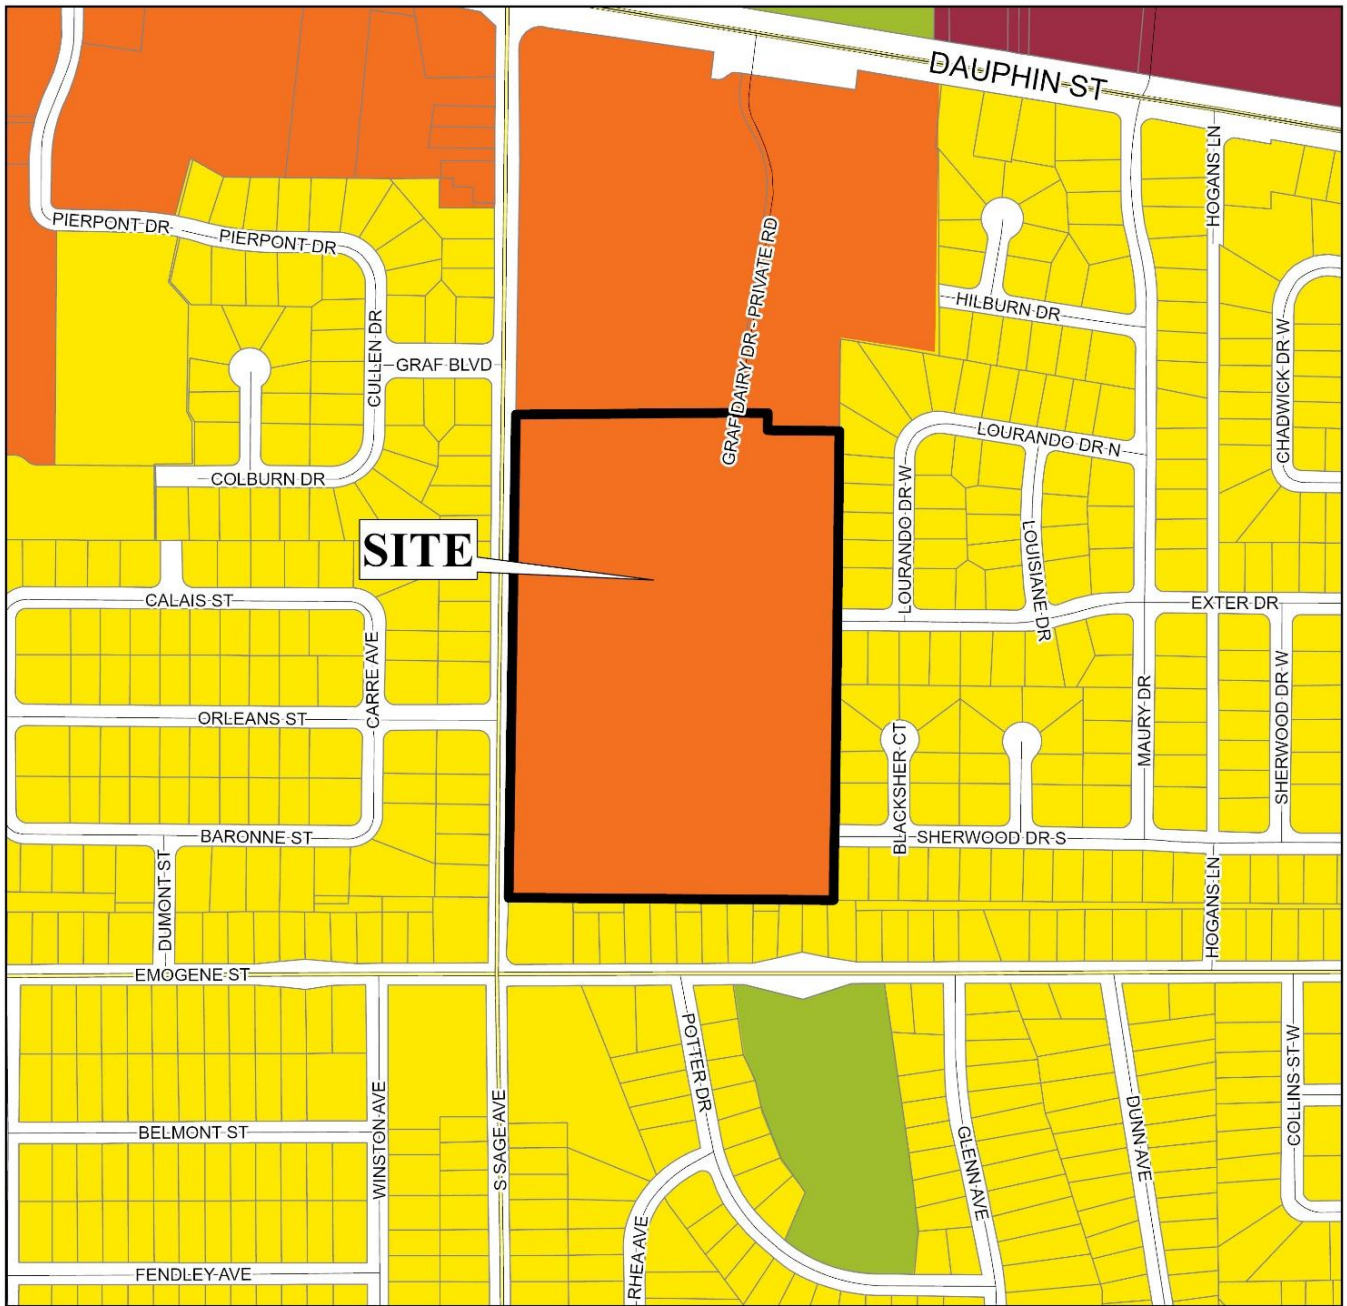 DAUPHIN ST
HOGANS LN
PIERPONT DR
PIERPONT DR
GRAF DAIRY DR - PRIVATE RD
HILBURN DR
CHADWICK DR W
CULLEN DR
GRAF BLVD
LOURANDO DR N
COLBURN DR
LOURANDO DR W
LOUISIANE DR
SITE
CALAIS ST
EXTER DR
CARRE AVE
SHERWOOD DR W
MAURY DR
ORLEANS ST
BLACKSHER CT
BARONNE ST
SHERWOOD DR S
DUMONT ST
HOGANS LN
EMOGENE ST
POTTER DR
COLLINS ST W
WINSTON AVE
S SAGE AVE
DUNN AVE
GLENN AVE
BELMONT ST
RHEA AVE
FENDLEY AVE